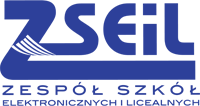 ZSEiL
ZESPÓŁ SZKÓŁ
ELEKTRONICZNYCH I LICEALNYCH